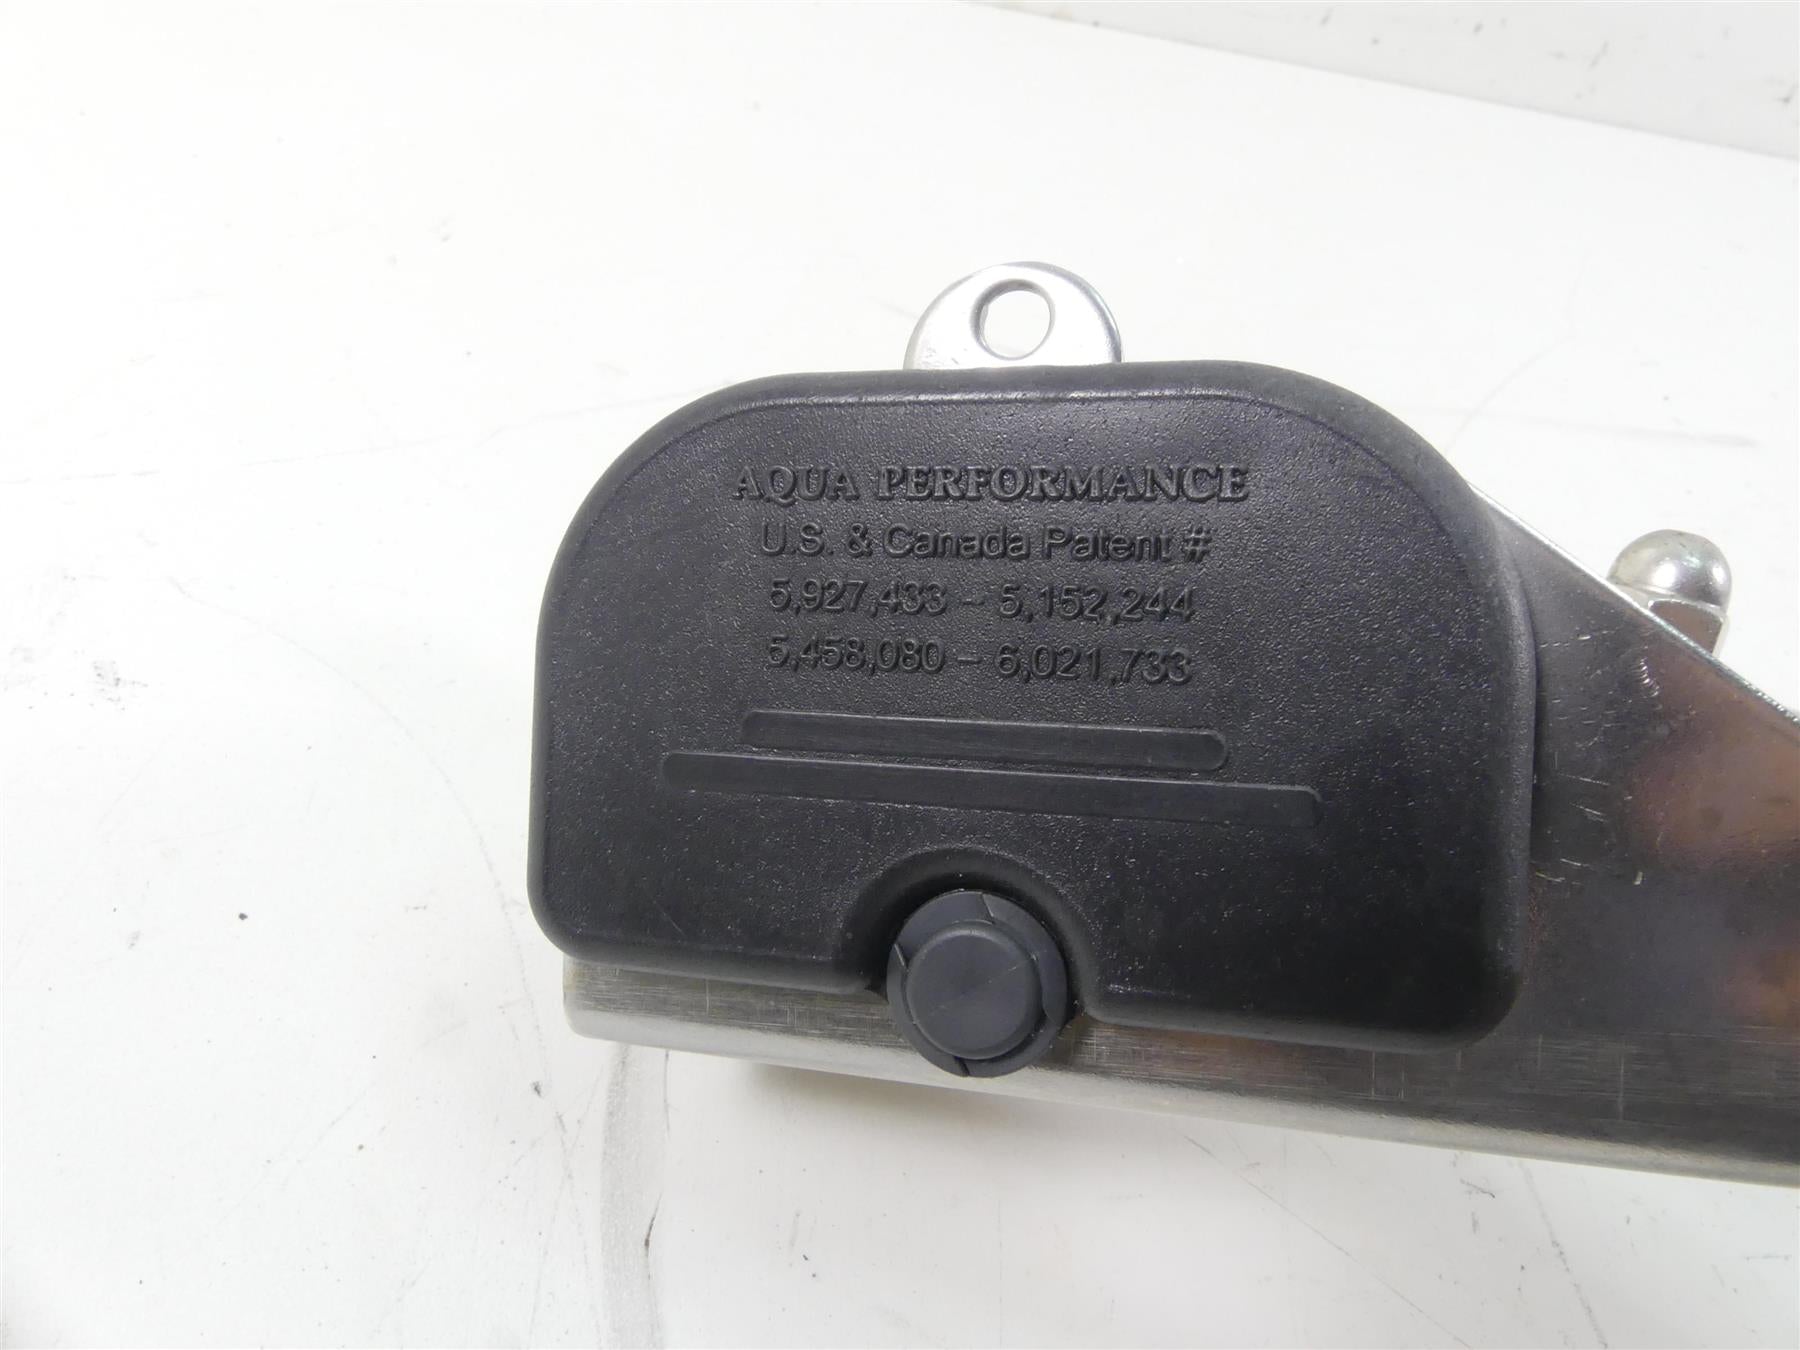 AQUA PERFORMANCE
U.S. & Canada Patent #
5,927,433 - 5,152,244
5,458,080 - 6,021,733